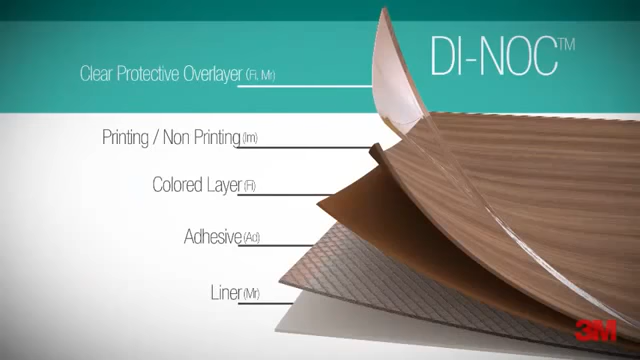 DI-NOC™
Clear Protective Overlayer (Fi, Mr)
Printing / Non Printing (Im)
Colored Layer (Fi)
Adhesive (Ad)
Liner (Mr)
3M